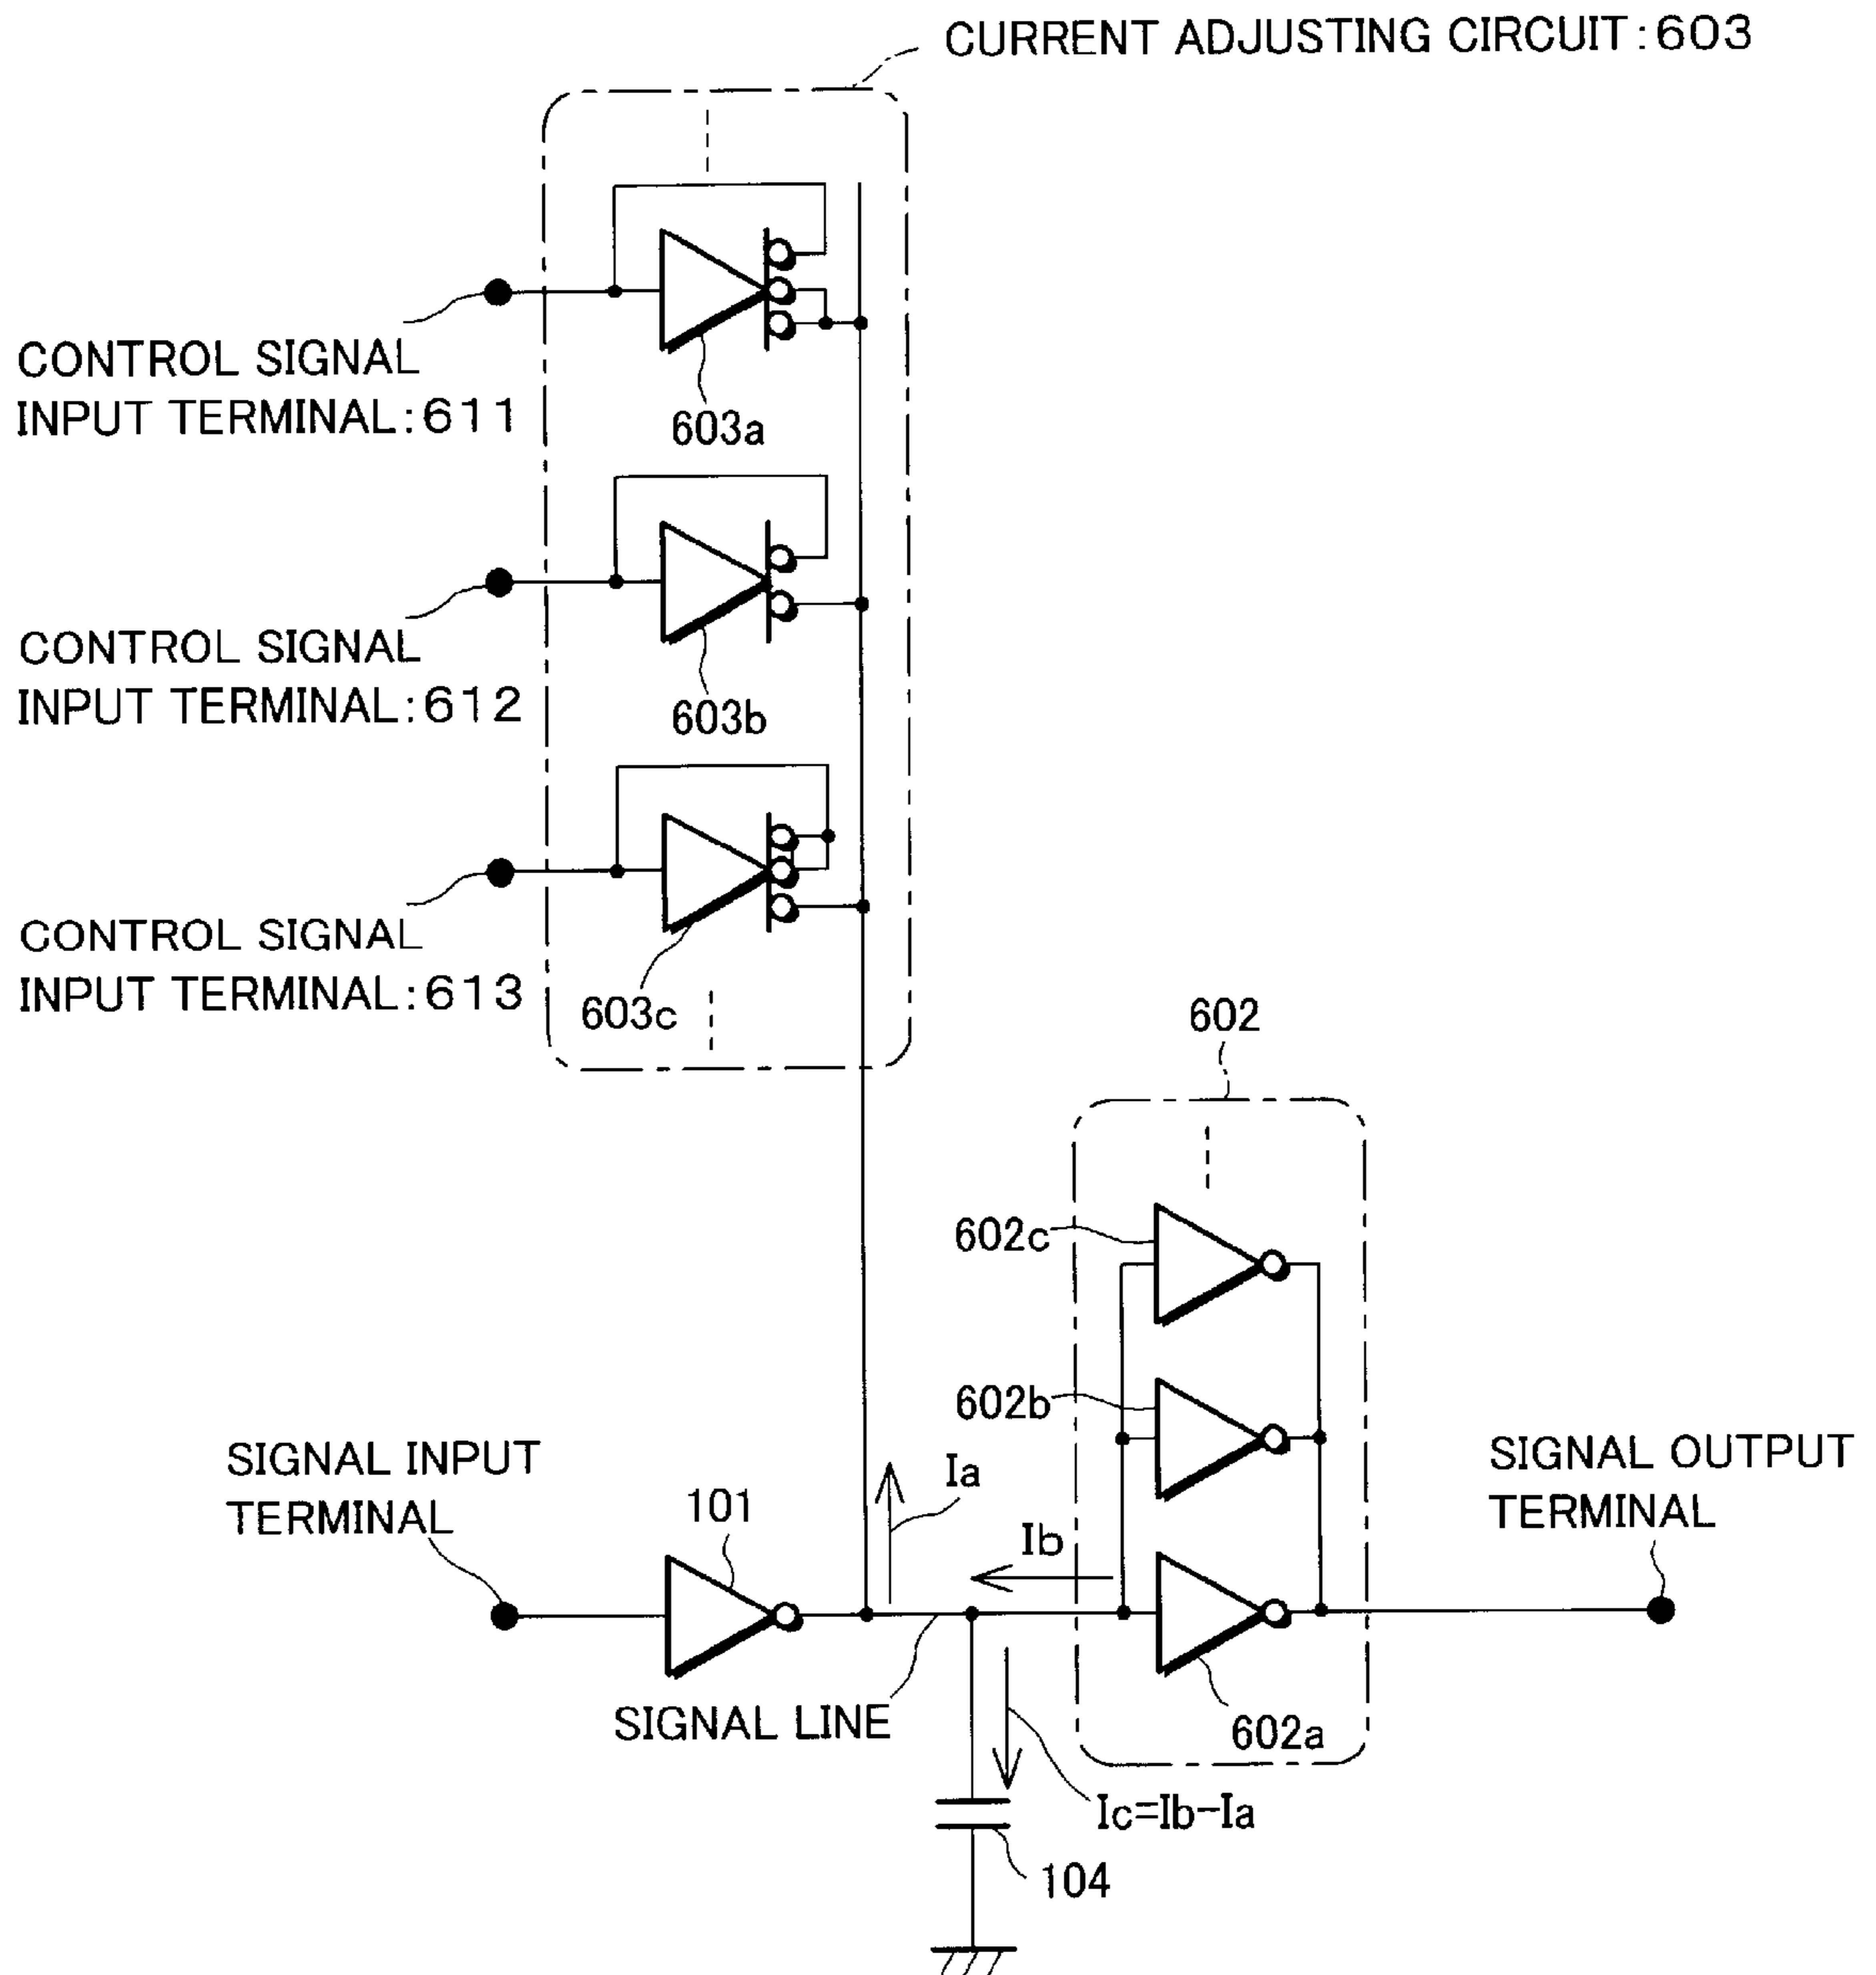 CURRENT ADJUSTING CIRCUIT:603
CONTROL SIGNAL
INPUT TERMINAL:611
603a
CONTROL SIGNAL
INPUT TERMINAL:612
603b
CONTROL SIGNAL
INPUT TERMINAL:613
603c
602
602c
602b
SIGNAL INPUT
TERMINAL
101
Ia
Ib
SIGNAL OUTPUT
TERMINAL
SIGNAL LINE
602a
Ic=Ib-Ia
104